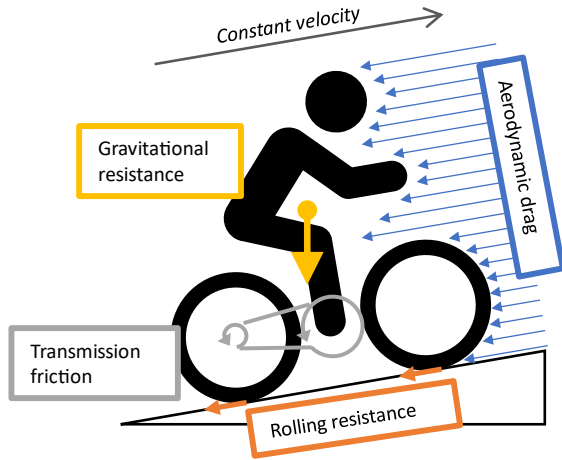 Constant velocity
Aerodynamic drag
Gravitational
resistance
Transmission
friction
Rolling resistance